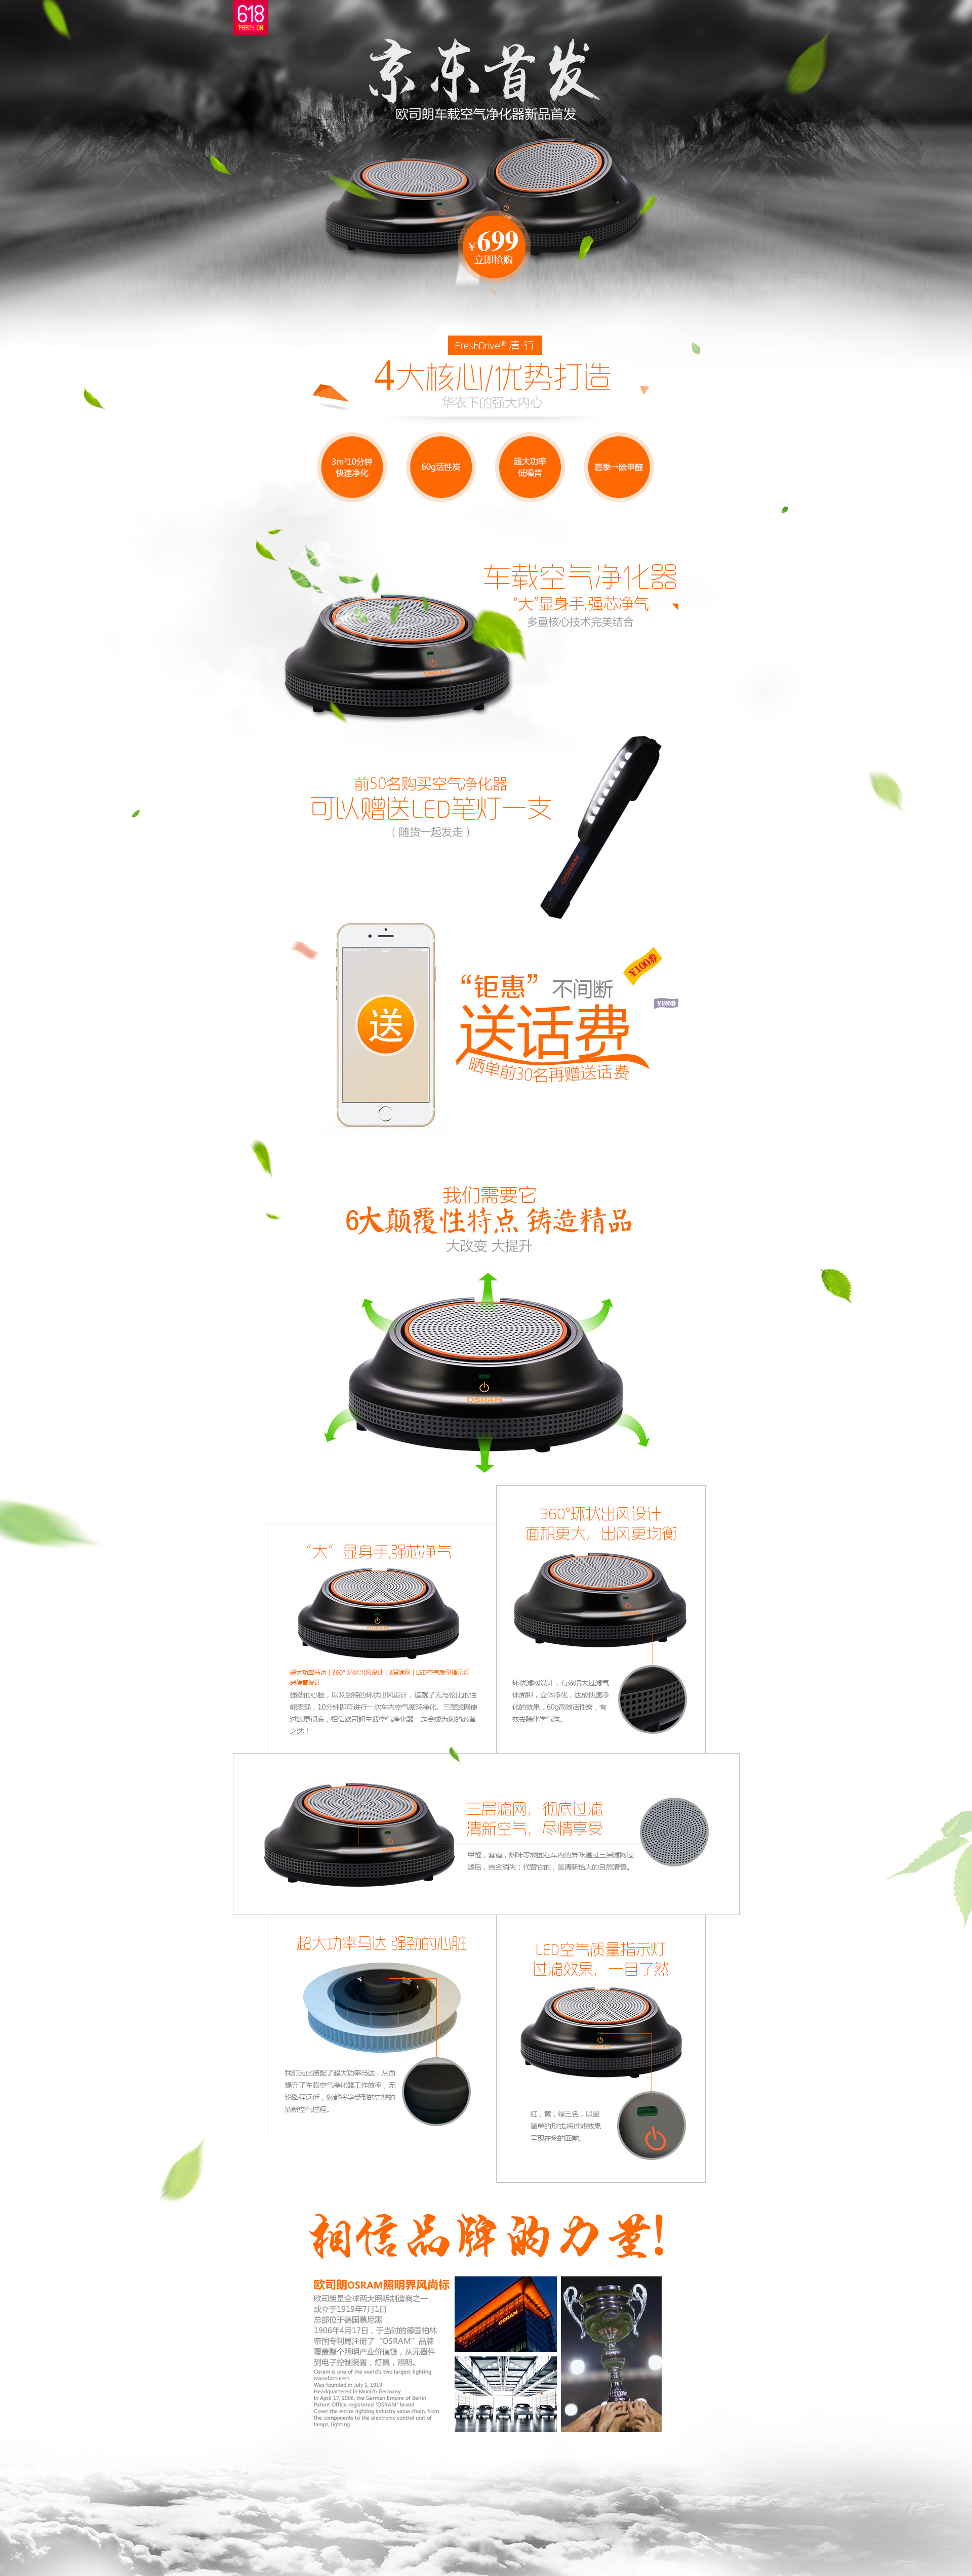 618
PARTY ON
京东首发
欧司朗车载空气净化器新品首发
¥699
立即抢购
FreshDrive® 清·行
4大核心/优势打造
华衣下的强大内心
3m³10分钟
快速净化
60g活性炭
超大功率
低噪音
夏季一除甲醛
车载空气净化器
“大”显身手,强芯净气
多重核心技术完美结合
前50名购买空气净化器
可以赠送LED笔灯一支
（随货一起发走）
OSRAM
送
“钜惠” 不间断
¥100券
¥100券
送话费
晒单前30名再赠送话费
我们需要它
6大颠覆性特点 铸造精品
大改变 大提升
OSRAM
360°环状出风设计
面积更大，出风更均衡
“大” 显身手,强芯净气
超大功率马达 | 360° 环状出风设计 | 3层滤网 | LED空气质量指示灯
超静音设计
强劲的心脏，以及独特的环状出风设计，造就了无与伦比的性
能表现，10分钟即可进行一次车内空气循环净化。三层滤网使
过滤更彻底，相信欧司朗车载空气净化器一定会成为您的必备
之选！
环状滤网设计，有效增大过滤气
体面积，立体净化，达成快速净
化的效果，60g高效活性炭，有
效去除化学气体。
三层滤网，彻底过滤
清新空气，尽情享受
甲醛，雾霾，烟味等顽固在车内的异味通过三层滤网过
滤后，完全消失；代替它的，是清新怡人的自然清香。
超大功率马达 强劲的心脏
我们为此搭配了超大功率马达，从而
提升了车载空气净化器工作效率，无
论路程远近，您都将享受到的完整的
清新空气过程。
LED空气质量指示灯
过滤效果，一目了然
红，黄，绿三色，以最
简单的形式,将过滤效果
呈现在您的面前。
相信品牌的力量!
欧司朗OSRAM照明界风尚标
欧司朗是全球两大照明制造商之一
成立于1919年7月1日
总部位于德国慕尼黑
1906年4月17日，于当时的德国柏林
帝国专利局注册了“OSRAM”品牌
覆盖整个照明产业价值链，从元器件
到电子控制装置，灯具，照明。
Osram is one of the world's two largest lighting
manufacturers
Was founded in July 1, 1919
Headquartered in Munich Germany
In April 17, 1906, the German Empire of Berlin
Patent Office registered "OSRAM" brand
Cover the entire lighting industry value chain, from
the components to the electronic control unit of
lamps, lighting.
OSRAM